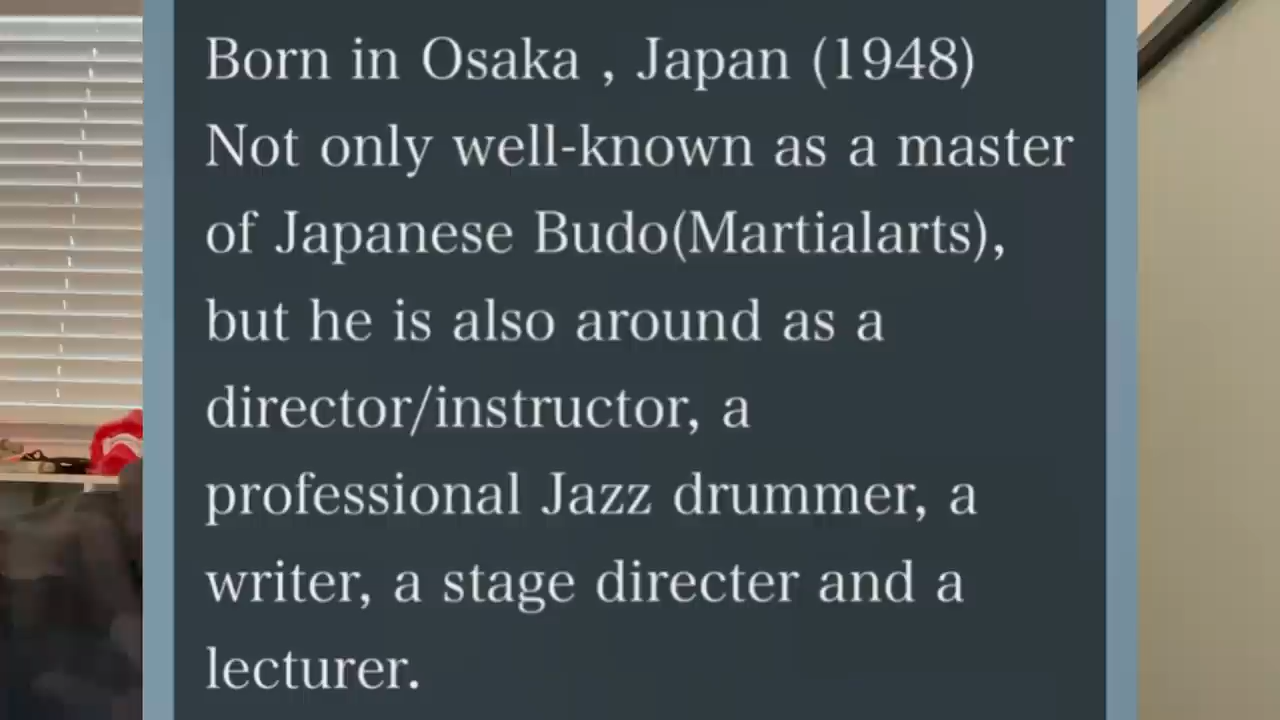 Born in Osaka , Japan (1948)
Not only well-known as a master
of Japanese Budo(Martialarts),
but he is also around as a
director/instructor, a
professional Jazz drummer, a
writer, a stage directer and a
lecturer.